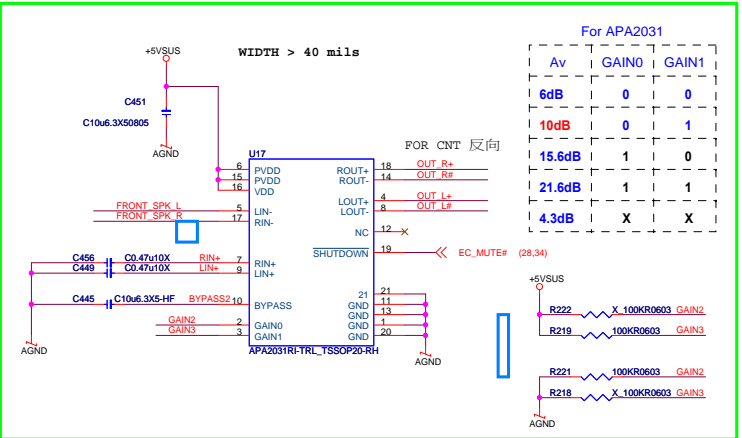 For APA2031
Av GAIN0 GAIN1
6dB 0 0
10dB 0 1
15.6dB 1 0
21.6dB 1 1
4.3dB X X
+5VSUS
WIDTH > 40 mils
C451
C10u6.3X50805
AGND
FOR CNT 反向
U17
6 PVDD
15 PVDD
16 VDD
FRONT_SPK_L 5 LIN-
FRONT_SPK_R 17 RIN-
C456 C0.47u10X RIN+ 7 RIN+
C449 C0.47u10X LIN+ 9 LIN+
C445 C10u6.3X5-HF BYPASS2 10 BYPASS
GAIN2 2 GAIN0
GAIN3 3 GAIN1
AGND
ROUT+ 18 OUT_R+
ROUT- 14 OUT_R#
LOUT+ 4 OUT_L+
LOUT- 8 OUT_L#
NC 12
SHUTDOWN 19 EC_MUTE# (28,34)
21 21
GND 11
GND 13
GND 1
GND 20
AGND
APA2031RI-TRL_TSSOP20-RH
+5VSUS
R222 X_100KR0603 GAIN2
R219 100KR0603 GAIN3
R221 100KR0603 GAIN2
R218 X_100KR0603 GAIN3
AGND